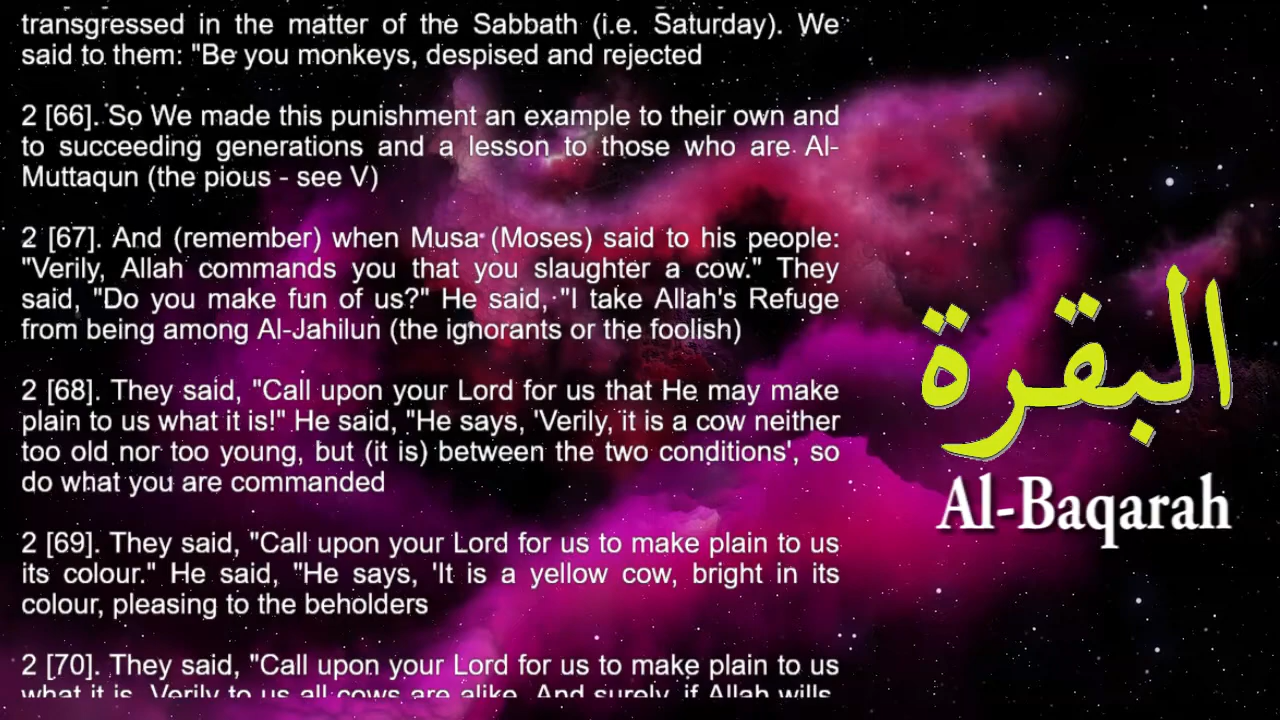 transgressed in the matter of the Sabbath (i.e. Saturday). We
said to them: "Be you monkeys, despised and rejected
2 [66]. So We made this punishment an example to their own and
to succeeding generations and a lesson to those who are Al-
Muttaqun (the pious - see V)
2 [67]. And (remember) when Musa (Moses) said to his people:
"Verily, Allah commands you that you slaughter a cow." They
said, "Do you make fun of us?" He said, "I take Allah's Refuge
from being among Al-Jahilun (the ignorants or the foolish)
2 [68]. They said, "Call upon your Lord for us that He may make
plain to us what it is!" He said, "He says, 'Verily, it is a cow neither
too old nor too young, but (it is) between the two conditions', so
do what you are commanded
2 [69]. They said, "Call upon your Lord for us to make plain to us
its colour." He said, "He says, 'It is a yellow cow, bright in its
colour, pleasing to the beholders
2 [70]. They said, "Call upon your Lord for us to make plain to us
what it is. Verily to us all cows are alike. And surely, if Allah wills,
البقرة
Al-Baqarah